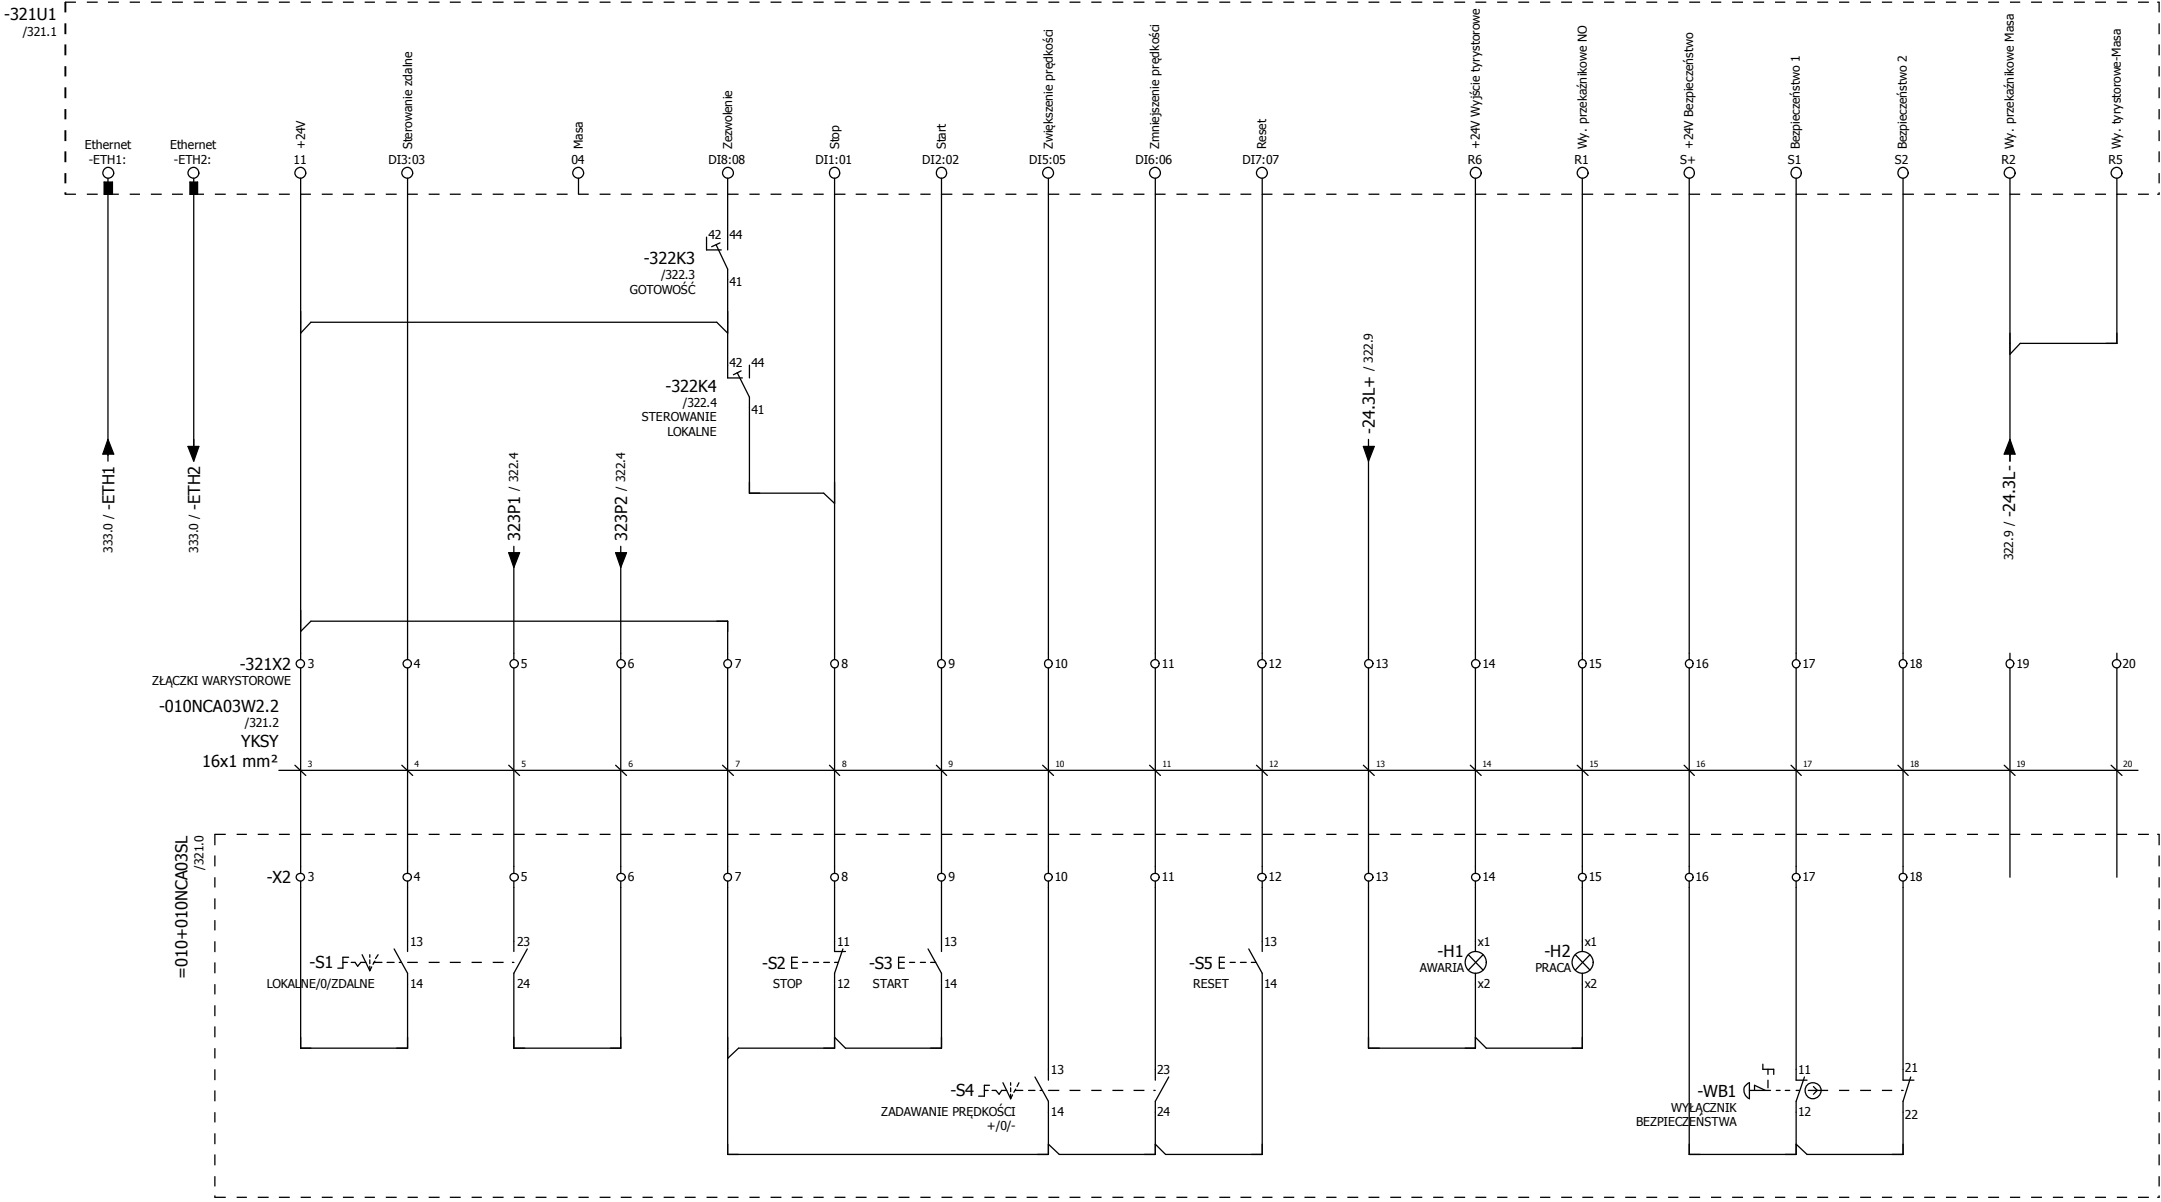 -321U1
/321.1
Ethernet
-ETH1:
Ethernet
-ETH2:
+24V
11
Sterowanie zdalne
DI3:03
Masa
04
Zezwolenie
DI8:08
Stop
DI1:01
Start
DI2:02
Zwiększenie prędkości
DI5:05
Zmniejszenie prędkości
DI6:06
Reset
DI7:07
+24V Wyjście tyrystorowe
R6
Wy. przekaźnikowe NO
R1
+24V Bezpieczeństwo
S+
Bezpieczeństwo 1
S1
Bezpieczeństwo 2
S2
Wy. przekaźnikowe Masa
R2
Wy. tyrystorowe-Masa
R5
42 44
-322K3
/322.3
GOTOWOŚĆ
41
42 44
-322K4
/322.4
STEROWANIE
LOKALNE
41
333.0 / -ETH1
333.0 / -ETH2
323P1 / 322.4
323P2 / 322.4
-24.3L+ / 322.9
322.9 / -24.3L-
-321X2 3 4 5 6 7 8 9 10 11 12 13 14 15 16 17 18 19 20
ZŁĄCZKI WARYSTOROWE
-010NCA03W2.2
/321.2
YKSY
16x1 mm²
3 4 5 6 7 8 9 10 11 12 13 14 15 16 17 18 19 20
=010+010NCA03SL
/321.0
-X2 3 4 5 6 7 8 9 10 11 12 13 14 15 16 17 18
-S1
LOKALNE/0/ZDALNE
13
14
23
24
-S2 E
STOP
11
12
-S3 E
START
13
14
-S5 E
RESET
13
14
-H1
AWARIA
x1
x2
-H2
PRACA
x1
x2
-S4
ZADAWANIE PRĘDKOŚCI
+/0/-
13
14
23
24
-WB1
WYŁĄCZNIK
BEZPIECZEŃSTWA
11
12
21
22